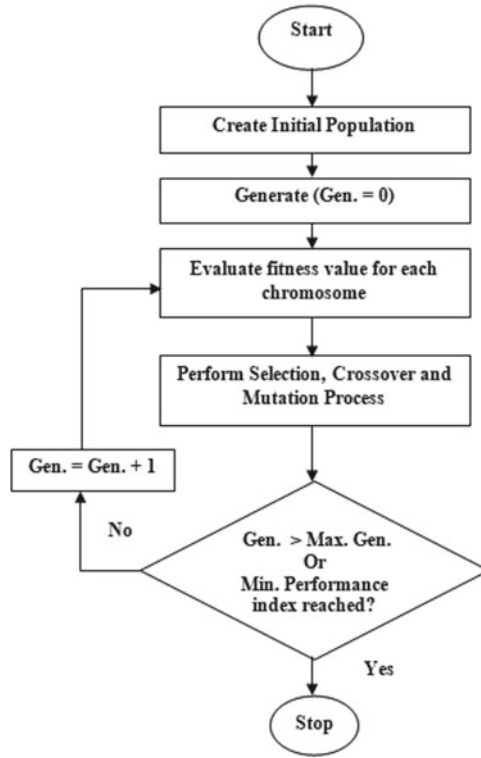 Start
Create Initial Population
Generate (Gen. = 0)
Evaluate fitness value for each
chromosome
Perform Selection, Crossover and
Mutation Process
Gen. = Gen. + 1
No
Gen. > Max. Gen.
Or
Min. Performance
index reached?
Yes
Stop